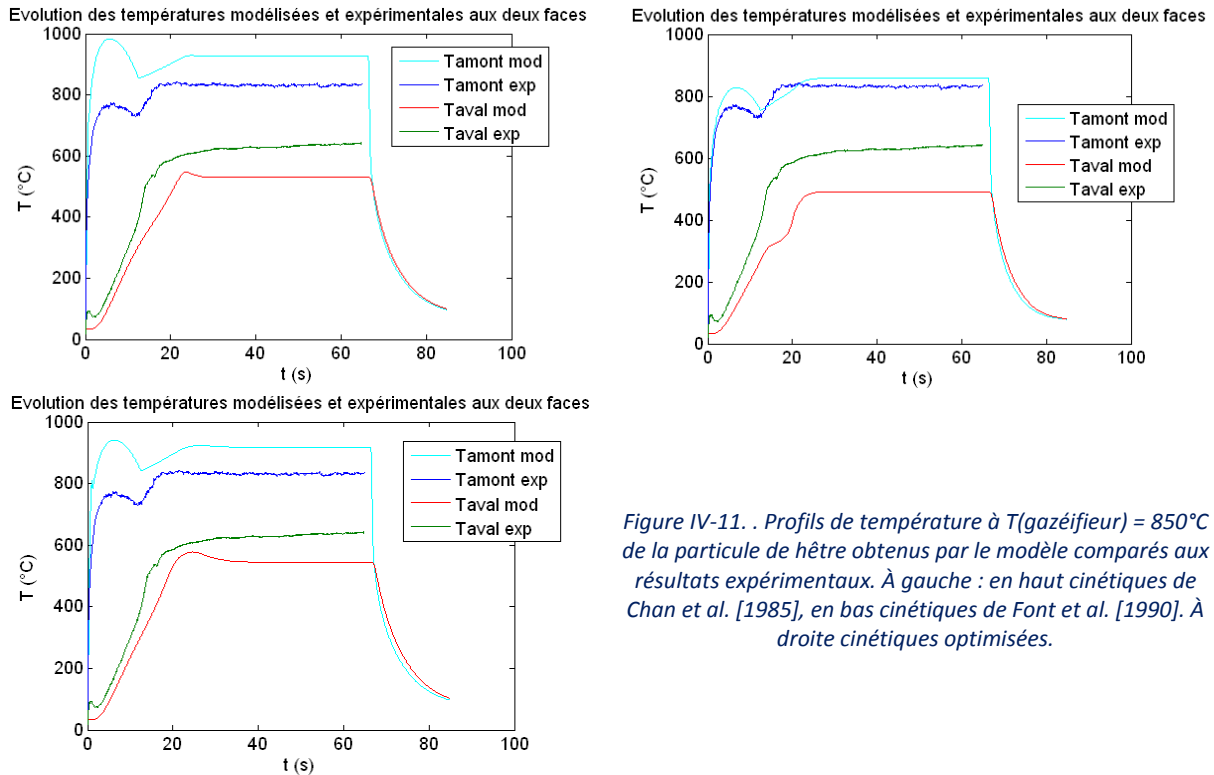 Evolution des températures modélisées et expérimentales aux deux faces
1000
800
600
400
200
0
T (°C)
0 20 40 60 80 100
t (s)
Tamont mod
Tamont exp
Taval mod
Taval exp
Evolution des températures modélisées et expérimentales aux deux faces
1000
800
600
400
200
0
T (°C)
0 20 40 60 80 100
t (s)
Tamont mod
Tamont exp
Taval mod
Taval exp
Evolution des températures modélisées et expérimentales aux deux faces
1000
800
600
400
200
0
T (°C)
0 20 40 60 80 100
t (s)
Tamont mod
Tamont exp
Taval mod
Taval exp
Figure IV-11. . Profils de température à T(gazéifieur) = 850°C
de la particule de hêtre obtenus par le modèle comparés aux
résultats expérimentaux. À gauche : en haut cinétiques de
Chan et al. [1985], en bas cinétiques de Font et al. [1990]. À
droite cinétiques optimisées.